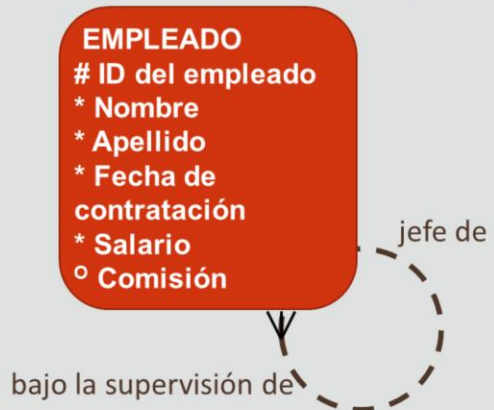 EMPLEADO
# ID del empleado
* Nombre
* Apellido
* Fecha de
contratación
* Salario
º Comisión
jefe de
bajo la supervisión de